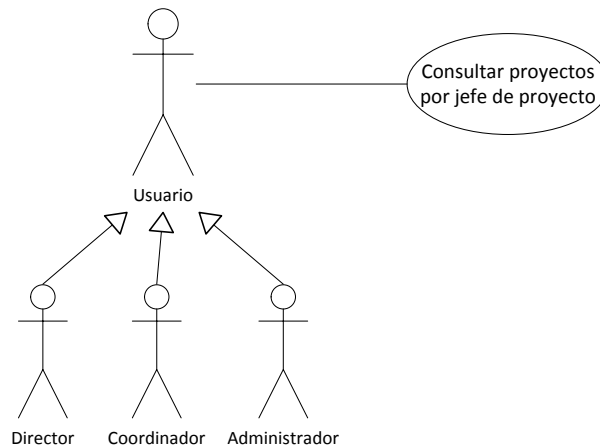 Consultar proyectos
por jefe de proyecto
Usuario
Director Coordinador Administrador